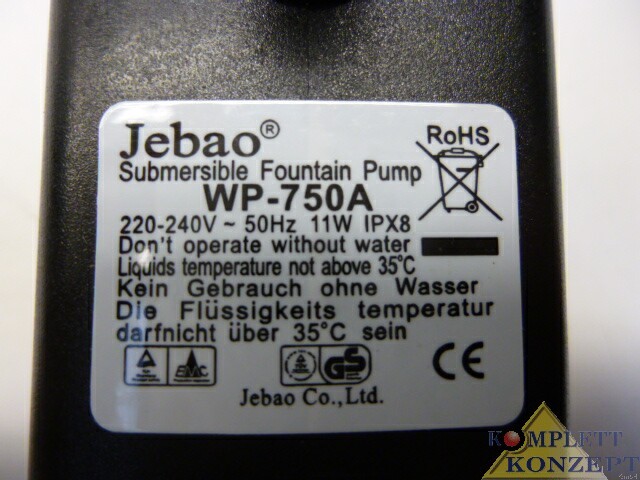 Jebao®
RoHS
Submersible Fountain Pump
WP-750A
220-240V ~ 50Hz 11W IPX8
Don't operate without water
Liquids temperature not above 35°C
Kein Gebrauch ohne Wasser
Die Flüssigkeits temperatur
darfnicht über 35°C sein
EMC
GS
CE
Jebao Co.,Ltd.
KOMPLETT
KONZEPT